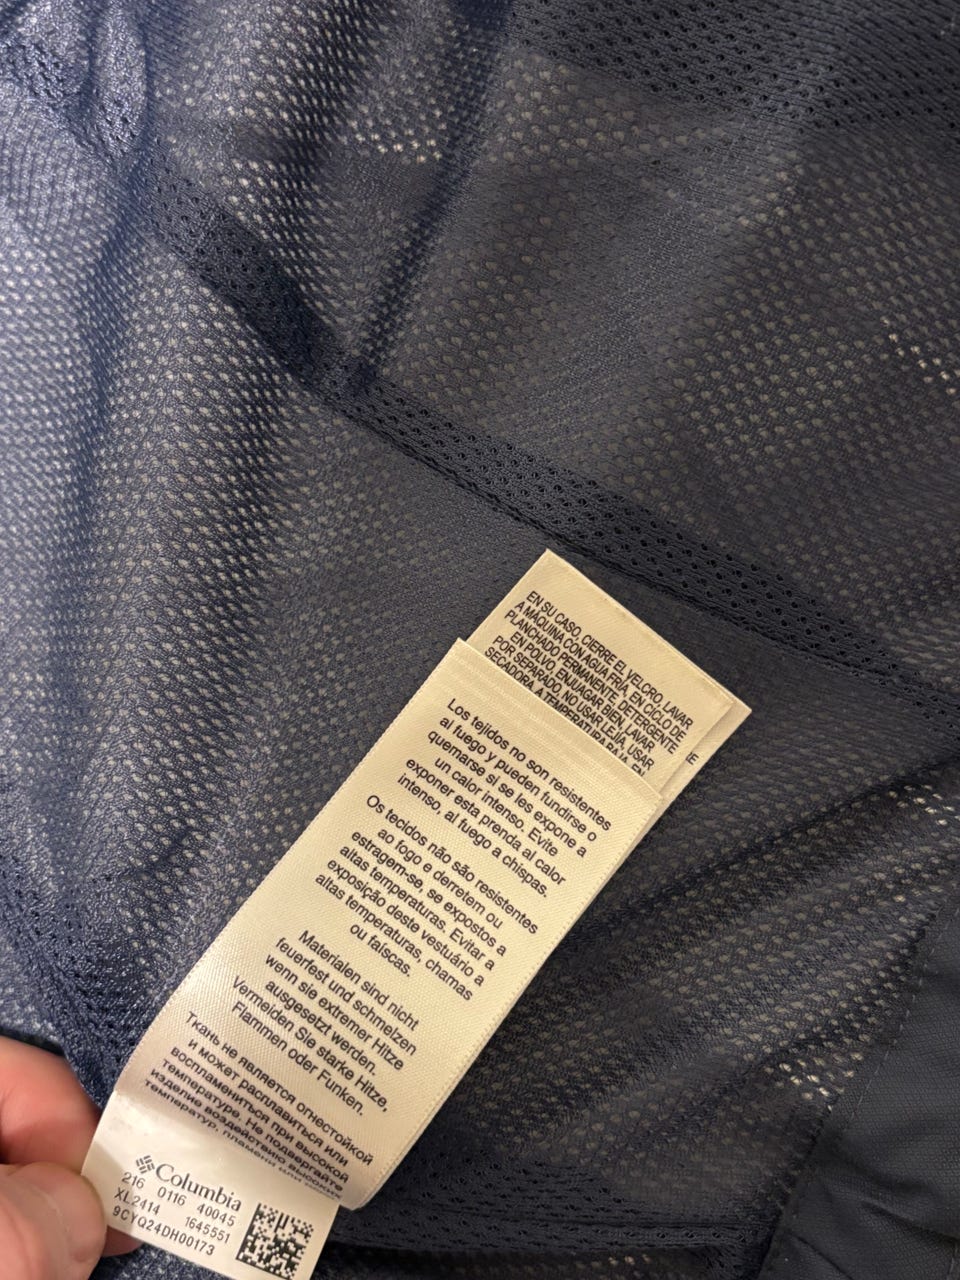 EN SU CASO, CIERRE EL VELCRO, LAVAR
A MÁQUINA CON AGUA FRÍA, EN CICLO DE
PLANCHADO PERMANENTE, DETERGENTE
EN POLVO, ENJUAGAR BIEN, LAVAR
POR SEPARADO, NO USAR LEJÍA, USAR
SECADORA A TEMPERATURA BAJA, EN
Los tejidos no son resistentes
al fuego y pueden fundirse o
quemarse si se les expone a
un calor intenso. Evite
exponer esta prenda al calor
intenso, al fuego a chispas.
Os tecidos não são resistentes
ao fogo e derretem ou
estragem-se, se expostos a
altas temperaturas. Evitar a
exposição deste vestuário a
altas temperaturas, charmas
ou faíscas.
Materialen sind nicht
feuerfest und schmelzen
wenn sie extremer Hitze
ausgesetzt werden.
Vermeiden Sie starke Hitze,
Flammen oder Funken.
Ткань не является огнестойкой
и может расплавиться или
воспламениться при высокой
температуре. Не подвергайте
изделие воздействию высоких
температур, пламени или
Columbia
216 0116 40045
XL2414 1645551
9CYQ24DH00173